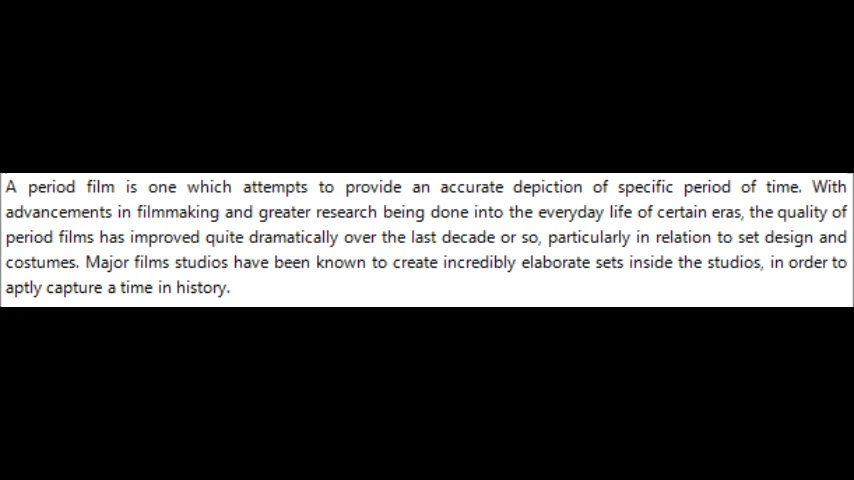 A period film is one which attempts to provide an accurate depiction of specific period of time. With
advancements in filmmaking and greater research being done into the everyday life of certain eras, the quality of
period films has improved quite dramatically over the last decade or so, particularly in relation to set design and
costumes. Major films studios have been known to create incredibly elaborate sets inside the studios, in order to
aptly capture a time in history.